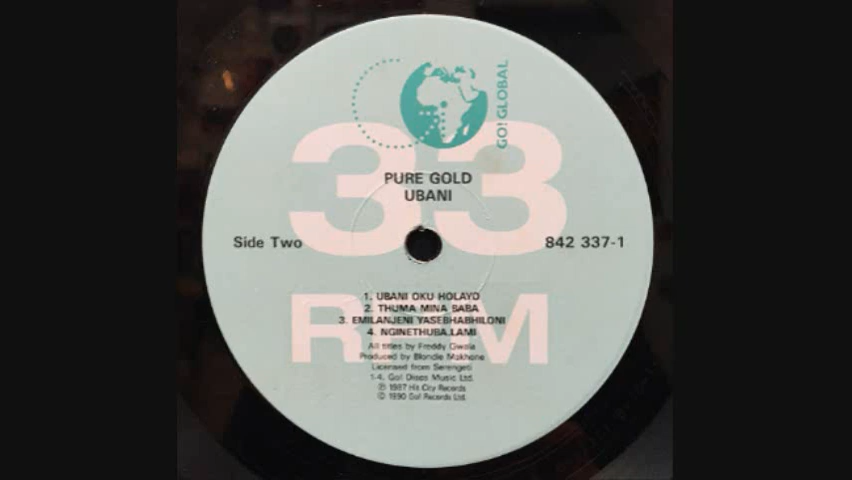 GO! GLOBAL
33
PURE GOLD
UBANI
Side Two
842 337-1
1. UBANI OKU HOLAYO
2. THUMA MINA BABA
3. EMILANJENI YASEBHABHILONI
4. NGINETHUBA LAMI
RPM
All titles by Freddy Gwala
Produced by Blondie Makhene
Licensed from Serengeti
1-4. Go! Discs Music Ltd.
℗ 1987 Hit City Records
© 1990 Go! Records Ltd.